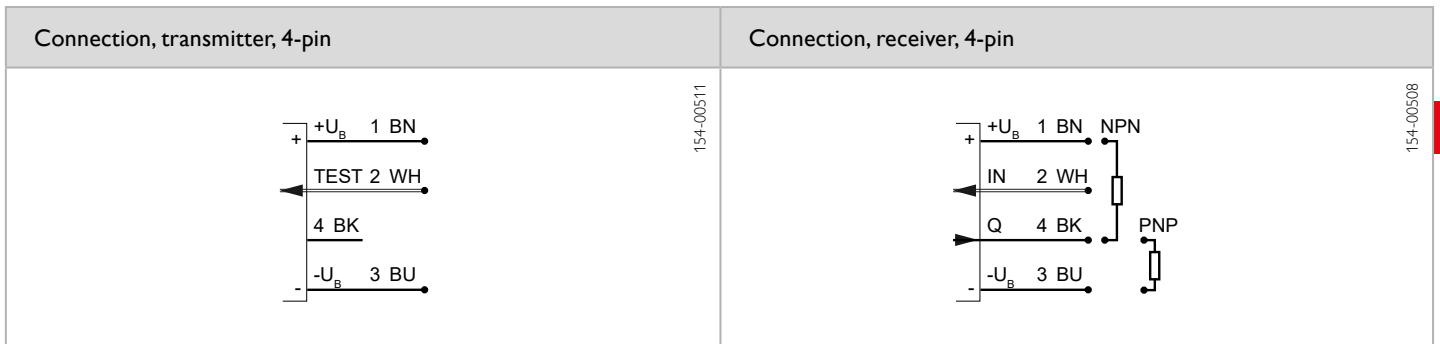 Connection, transmitter, 4-pin
+U_B 1 BN
+
TEST 2 WH
4 BK
-U_B 3 BU
-
154-00511
Connection, receiver, 4-pin
+U_B 1 BN NPN
+
IN 2 WH
Q 4 BK PNP
-U_B 3 BU
-
154-00508